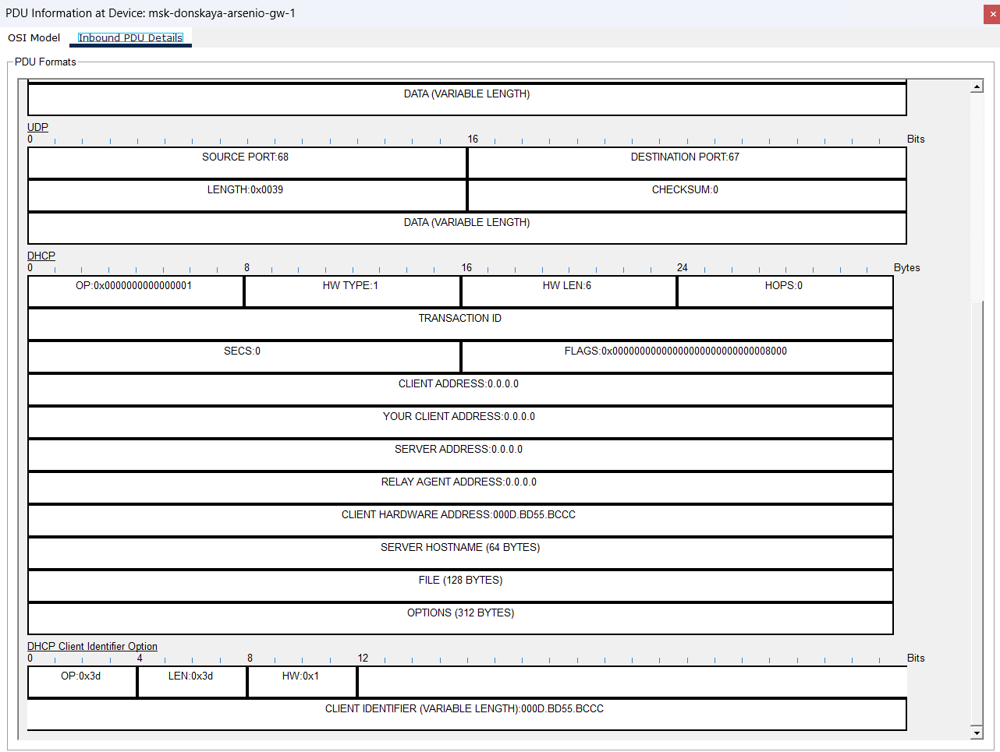 PDU Information at Device: msk-donskaya-arsenio-gw-1
OSI Model Inbound PDU Details
PDU Formats
DATA (VARIABLE LENGTH)
UDP
0 16 Bits
SOURCE PORT:68 DESTINATION PORT:67
LENGTH:0x0039 CHECKSUM:0
DATA (VARIABLE LENGTH)
DHCP
0 8 16 24 Bytes
OP:0x0000000000000001 HW TYPE:1 HW LEN:6 HOPS:0
TRANSACTION ID
SECS:0 FLAGS:0x00000000000000000000000000008000
CLIENT ADDRESS:0.0.0.0
YOUR CLIENT ADDRESS:0.0.0.0
SERVER ADDRESS:0.0.0.0
RELAY AGENT ADDRESS:0.0.0.0
CLIENT HARDWARE ADDRESS:000D.BD55.BCCC
SERVER HOSTNAME (64 BYTES)
FILE (128 BYTES)
OPTIONS (312 BYTES)
DHCP Client Identifier Option
0 4 8 12 Bits
OP:0x3d LEN:0x3d HW:0x1
CLIENT IDENTIFIER (VARIABLE LENGTH):000D.BD55.BCCC